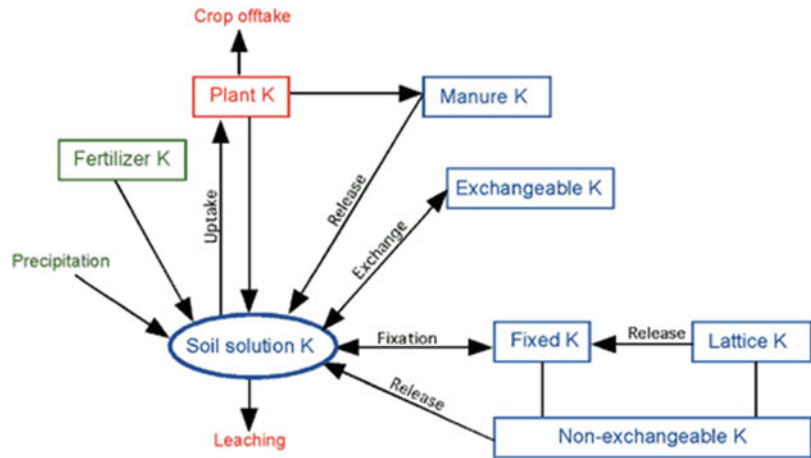 Crop offtake
Plant K
Manure K
Fertilizer K
Uptake
Release
Exchangeable K
Exchange
Precipitation
Soil solution K
Fixation
Fixed K
Release
Lattice K
Release
Leaching
Non-exchangeable K